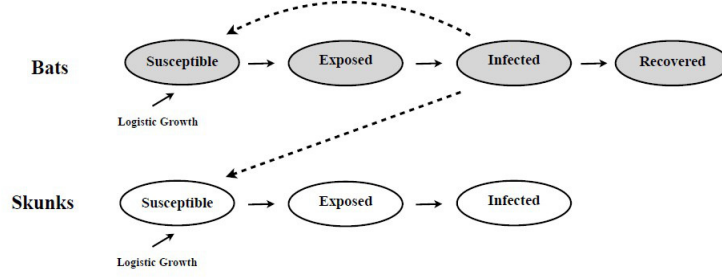 Bats
Susceptible
Exposed
Infected
Recovered
Logistic Growth
Skunks
Susceptible
Exposed
Infected
Logistic Growth